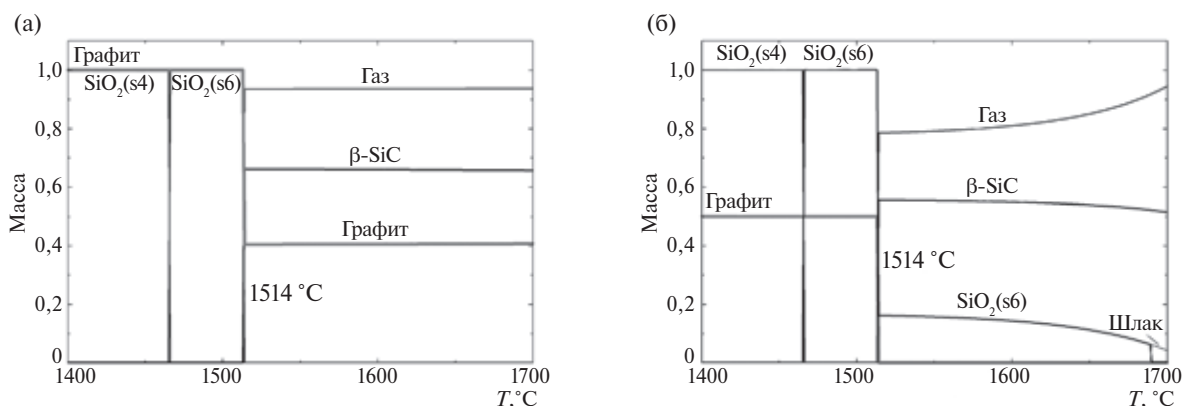 (а)
Графит
1,0
SiO2(s4) SiO2(s6)
Газ
0,8
β-SiC
0,6
Масса
Графит
0,4
1514 °C
0,2
0
1400 1500 1600 1700
T, °C
(б)
SiO2(s4) SiO2(s6)
1,0
Газ
0,8
β-SiC
0,6
Масса
Графит
0,4
1514 °C
SiO2(s6)
0,2
Шлак
0
1400 1500 1600 1700
T, °C